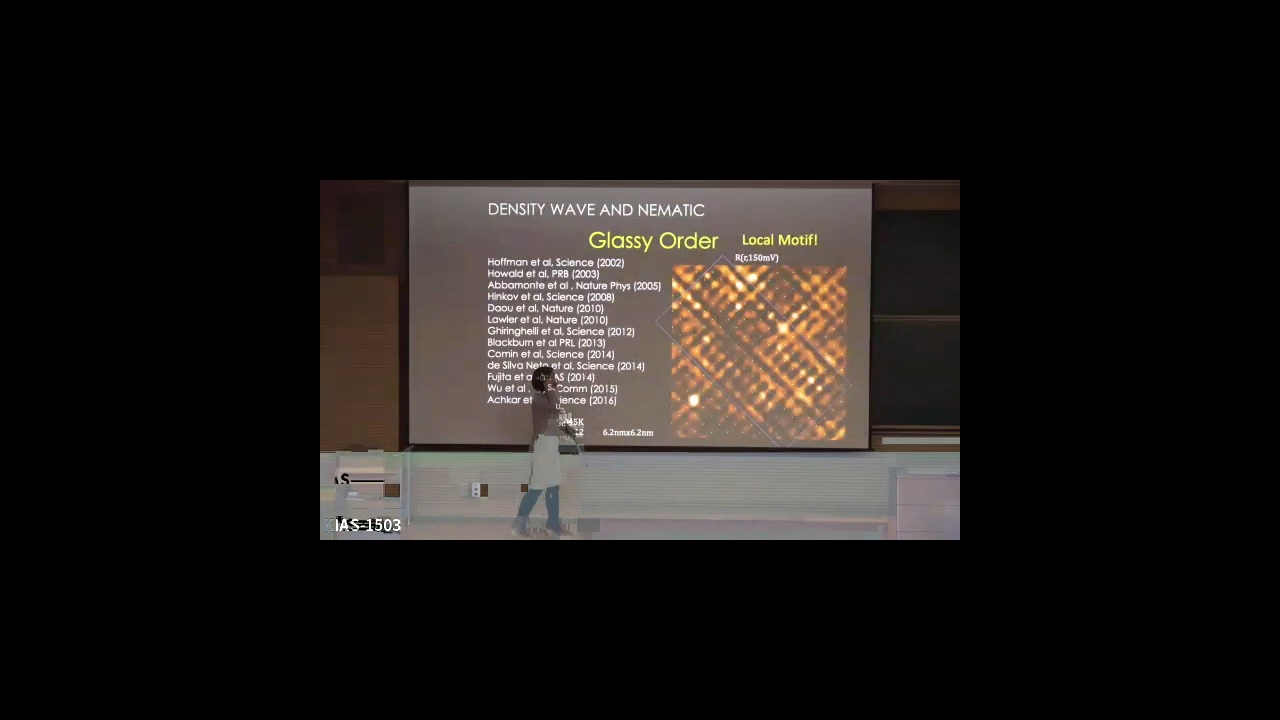 DENSITY WAVE AND NEMATIC
Glassy Order
Local Motif!
R(r,150mV)
Hoffman et al, Science (2002)
Howald et al, PRB (2003)
Abbamonte et al , Nature Phys (2005)
Hinkov et al, Science (2008)
Daou et al, Nature (2010)
Lawler et al, Nature (2010)
Ghiringhelli et al, Science (2012)
Blackburn et al PRL (2013)
Comin et al, Science (2014)
de Silva Neto et al, Science (2014)
Fujita et (2014)
Wu et al , Comm (2015)
Achkar et (2016)
45K
6.2nmx6.2nm
KIAS-1503